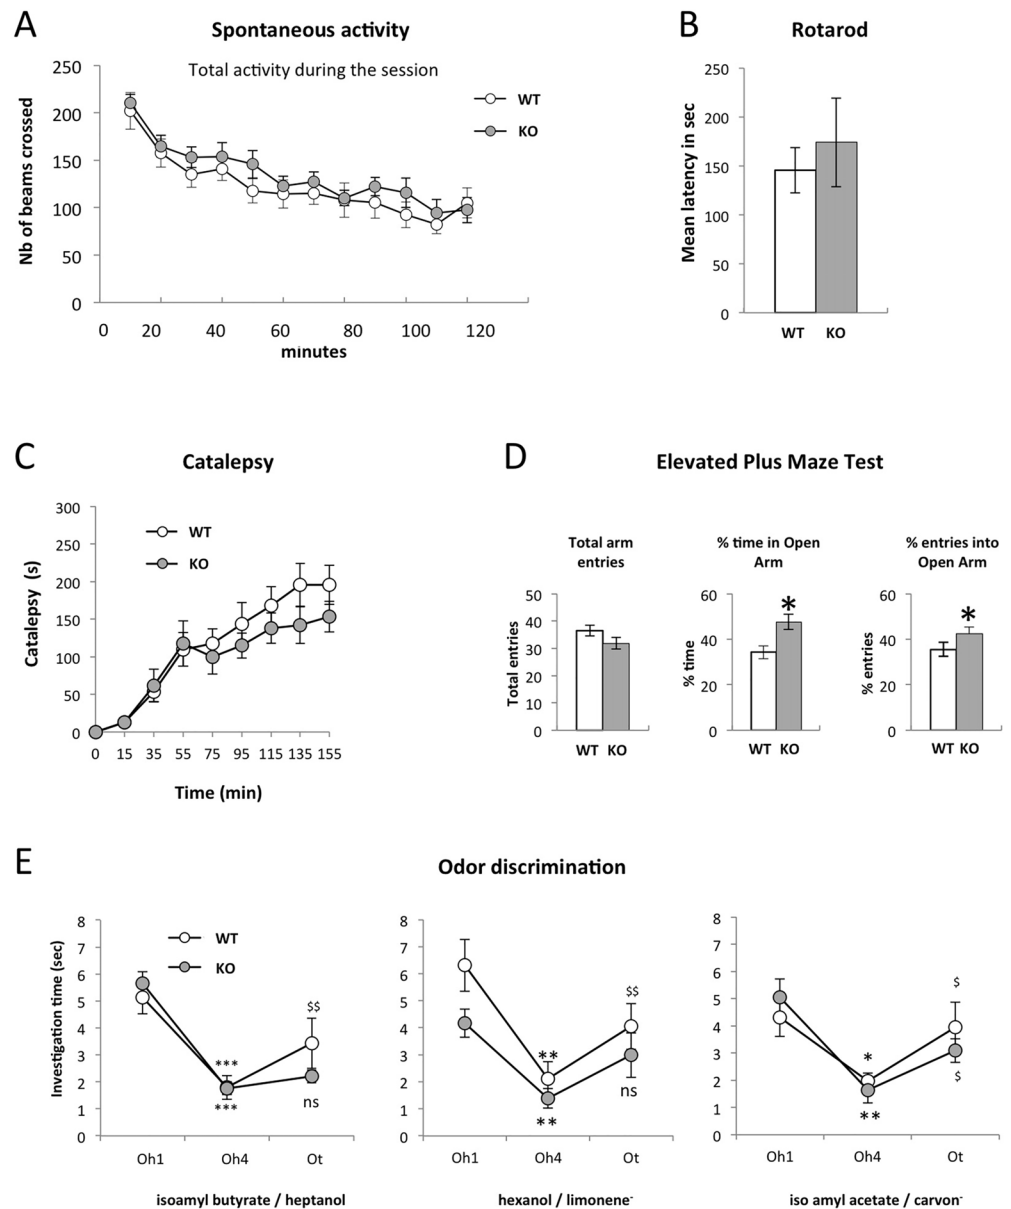 A
Spontaneous activity
Total activity during the session
Nb of beams crossed
250
200
150
100
50
0
WT
KO
0 20 40 60 80 100 120
minutes
B
Rotarod
Mean latency in sec
250
200
150
100
50
0
WT KO
C
Catalepsy
Catalepsy (s)
300
250
200
150
100
50
0
WT
KO
0 15 35 55 75 95 115 135 155
Time (min)
D
Elevated Plus Maze Test
Total arm
entries
Total entries
50
40
30
20
10
0
WT KO
% time in Open
Arm
% time
60
40
20
0
*
WT KO
% entries into
Open Arm
% entries
60
40
20
0
*
WT KO
E
Odor discrimination
Investigation time (sec)
8
7
6
5
4
3
2
1
0
WT
KO
$$
***
***
ns
Oh1 Oh4 Ot
isoamyl butyrate / heptanol
8
7
6
5
4
3
2
1
0
$$
**
**
ns
Oh1 Oh4 Ot
hexanol / limonene-
8
7
6
5
4
3
2
1
0
$
*
**
$
Oh1 Oh4 Ot
iso amyl acetate / carvon-